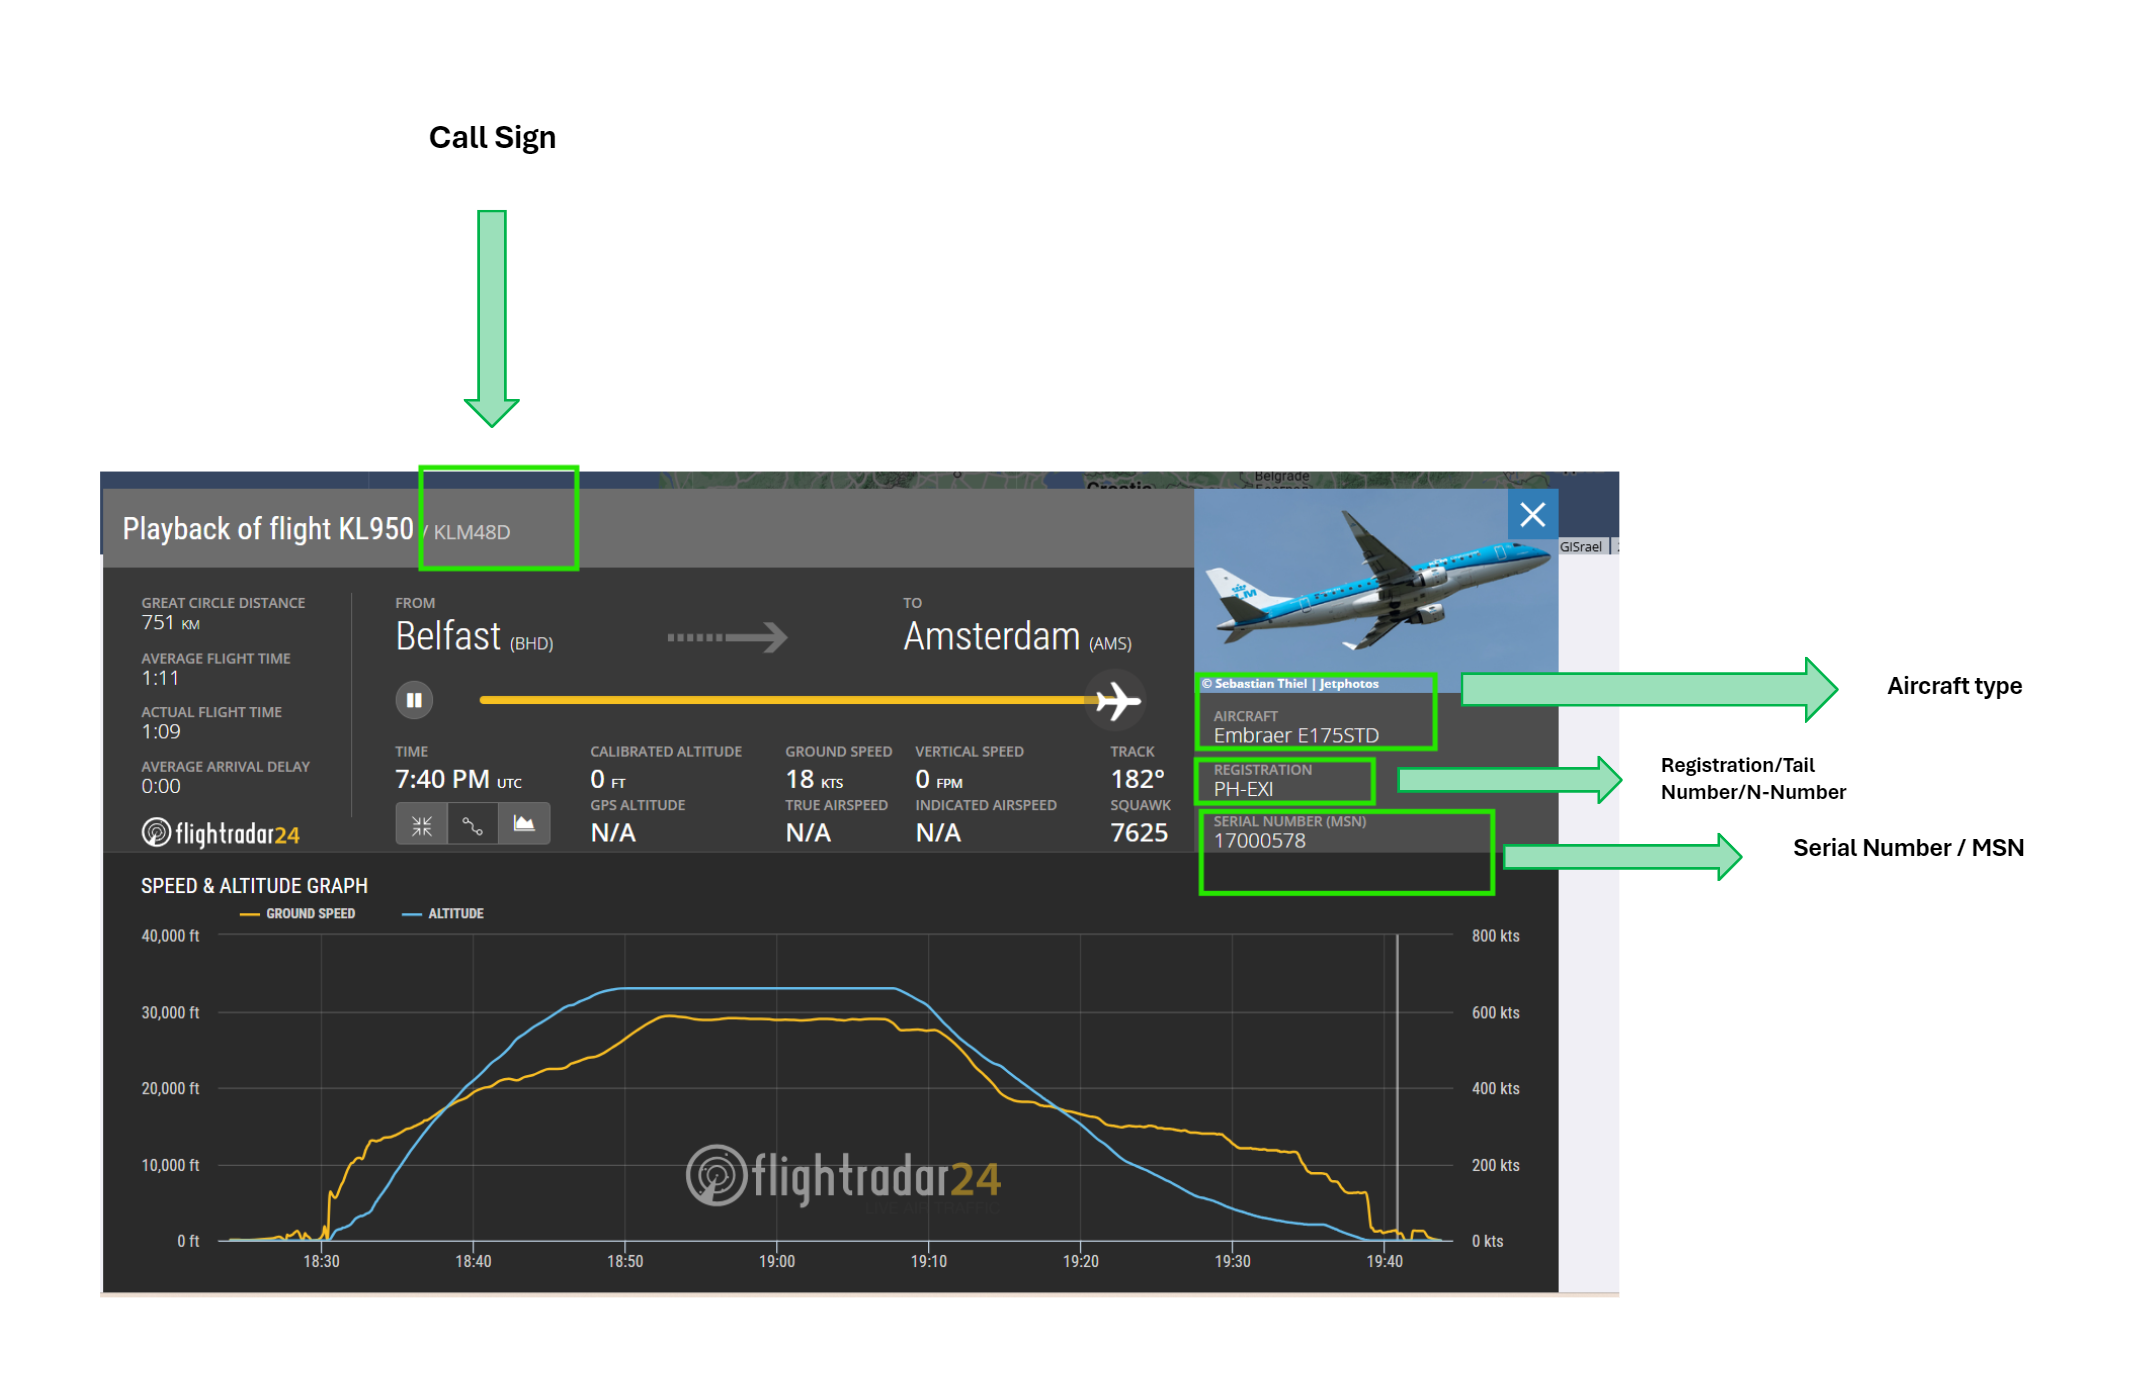 Call Sign
Belgrade
GISrael
Playback of flight KL950 / KLM48D
GREAT CIRCLE DISTANCE
751 KM
AVERAGE FLIGHT TIME
1:11
ACTUAL FLIGHT TIME
1:09
AVERAGE ARRIVAL DELAY
0:00
flightradar24
FROM
Belfast (BHD)
TO
Amsterdam (AMS)
TIME
7:40 PM UTC
CALIBRATED ALTITUDE
0 FT
GROUND SPEED
18 KTS
VERTICAL SPEED
0 FPM
TRACK
182°
GPS ALTITUDE
N/A
TRUE AIRSPEED
N/A
INDICATED AIRSPEED
N/A
SQUAWK
7625
KLM
© Sebastian Thiel | Jetphotos
AIRCRAFT
Embraer E175STD
REGISTRATION
PH-EXI
SERIAL NUMBER (MSN)
17000578
Aircraft type
Registration/Tail
Number/N-Number
Serial Number / MSN
SPEED & ALTITUDE GRAPH
GROUND SPEED ALTITUDE
40,000 ft 800 kts
30,000 ft 600 kts
20,000 ft 400 kts
10,000 ft 200 kts
0 ft 0 kts
flightradar24
LIVE AIR TRAFFIC
18:30 18:40 18:50 19:00 19:10 19:20 19:30 19:40